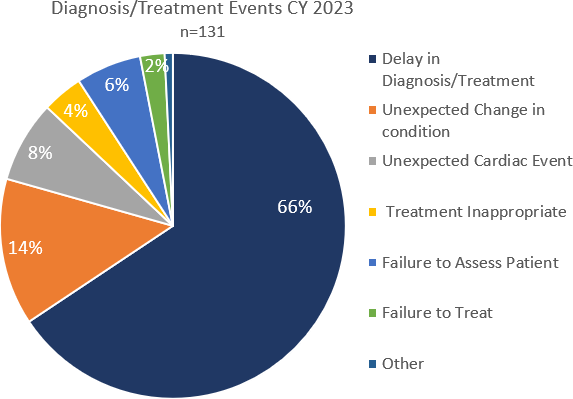 Diagnosis/Treatment Events CY 2023
n=131
66%
14%
8%
4%
6%
2%
Delay in
Diagnosis/Treatment
Unexpected Change in
condition
Unexpected Cardiac Event
Treatment Inappropriate
Failure to Assess Patient
Failure to Treat
Other